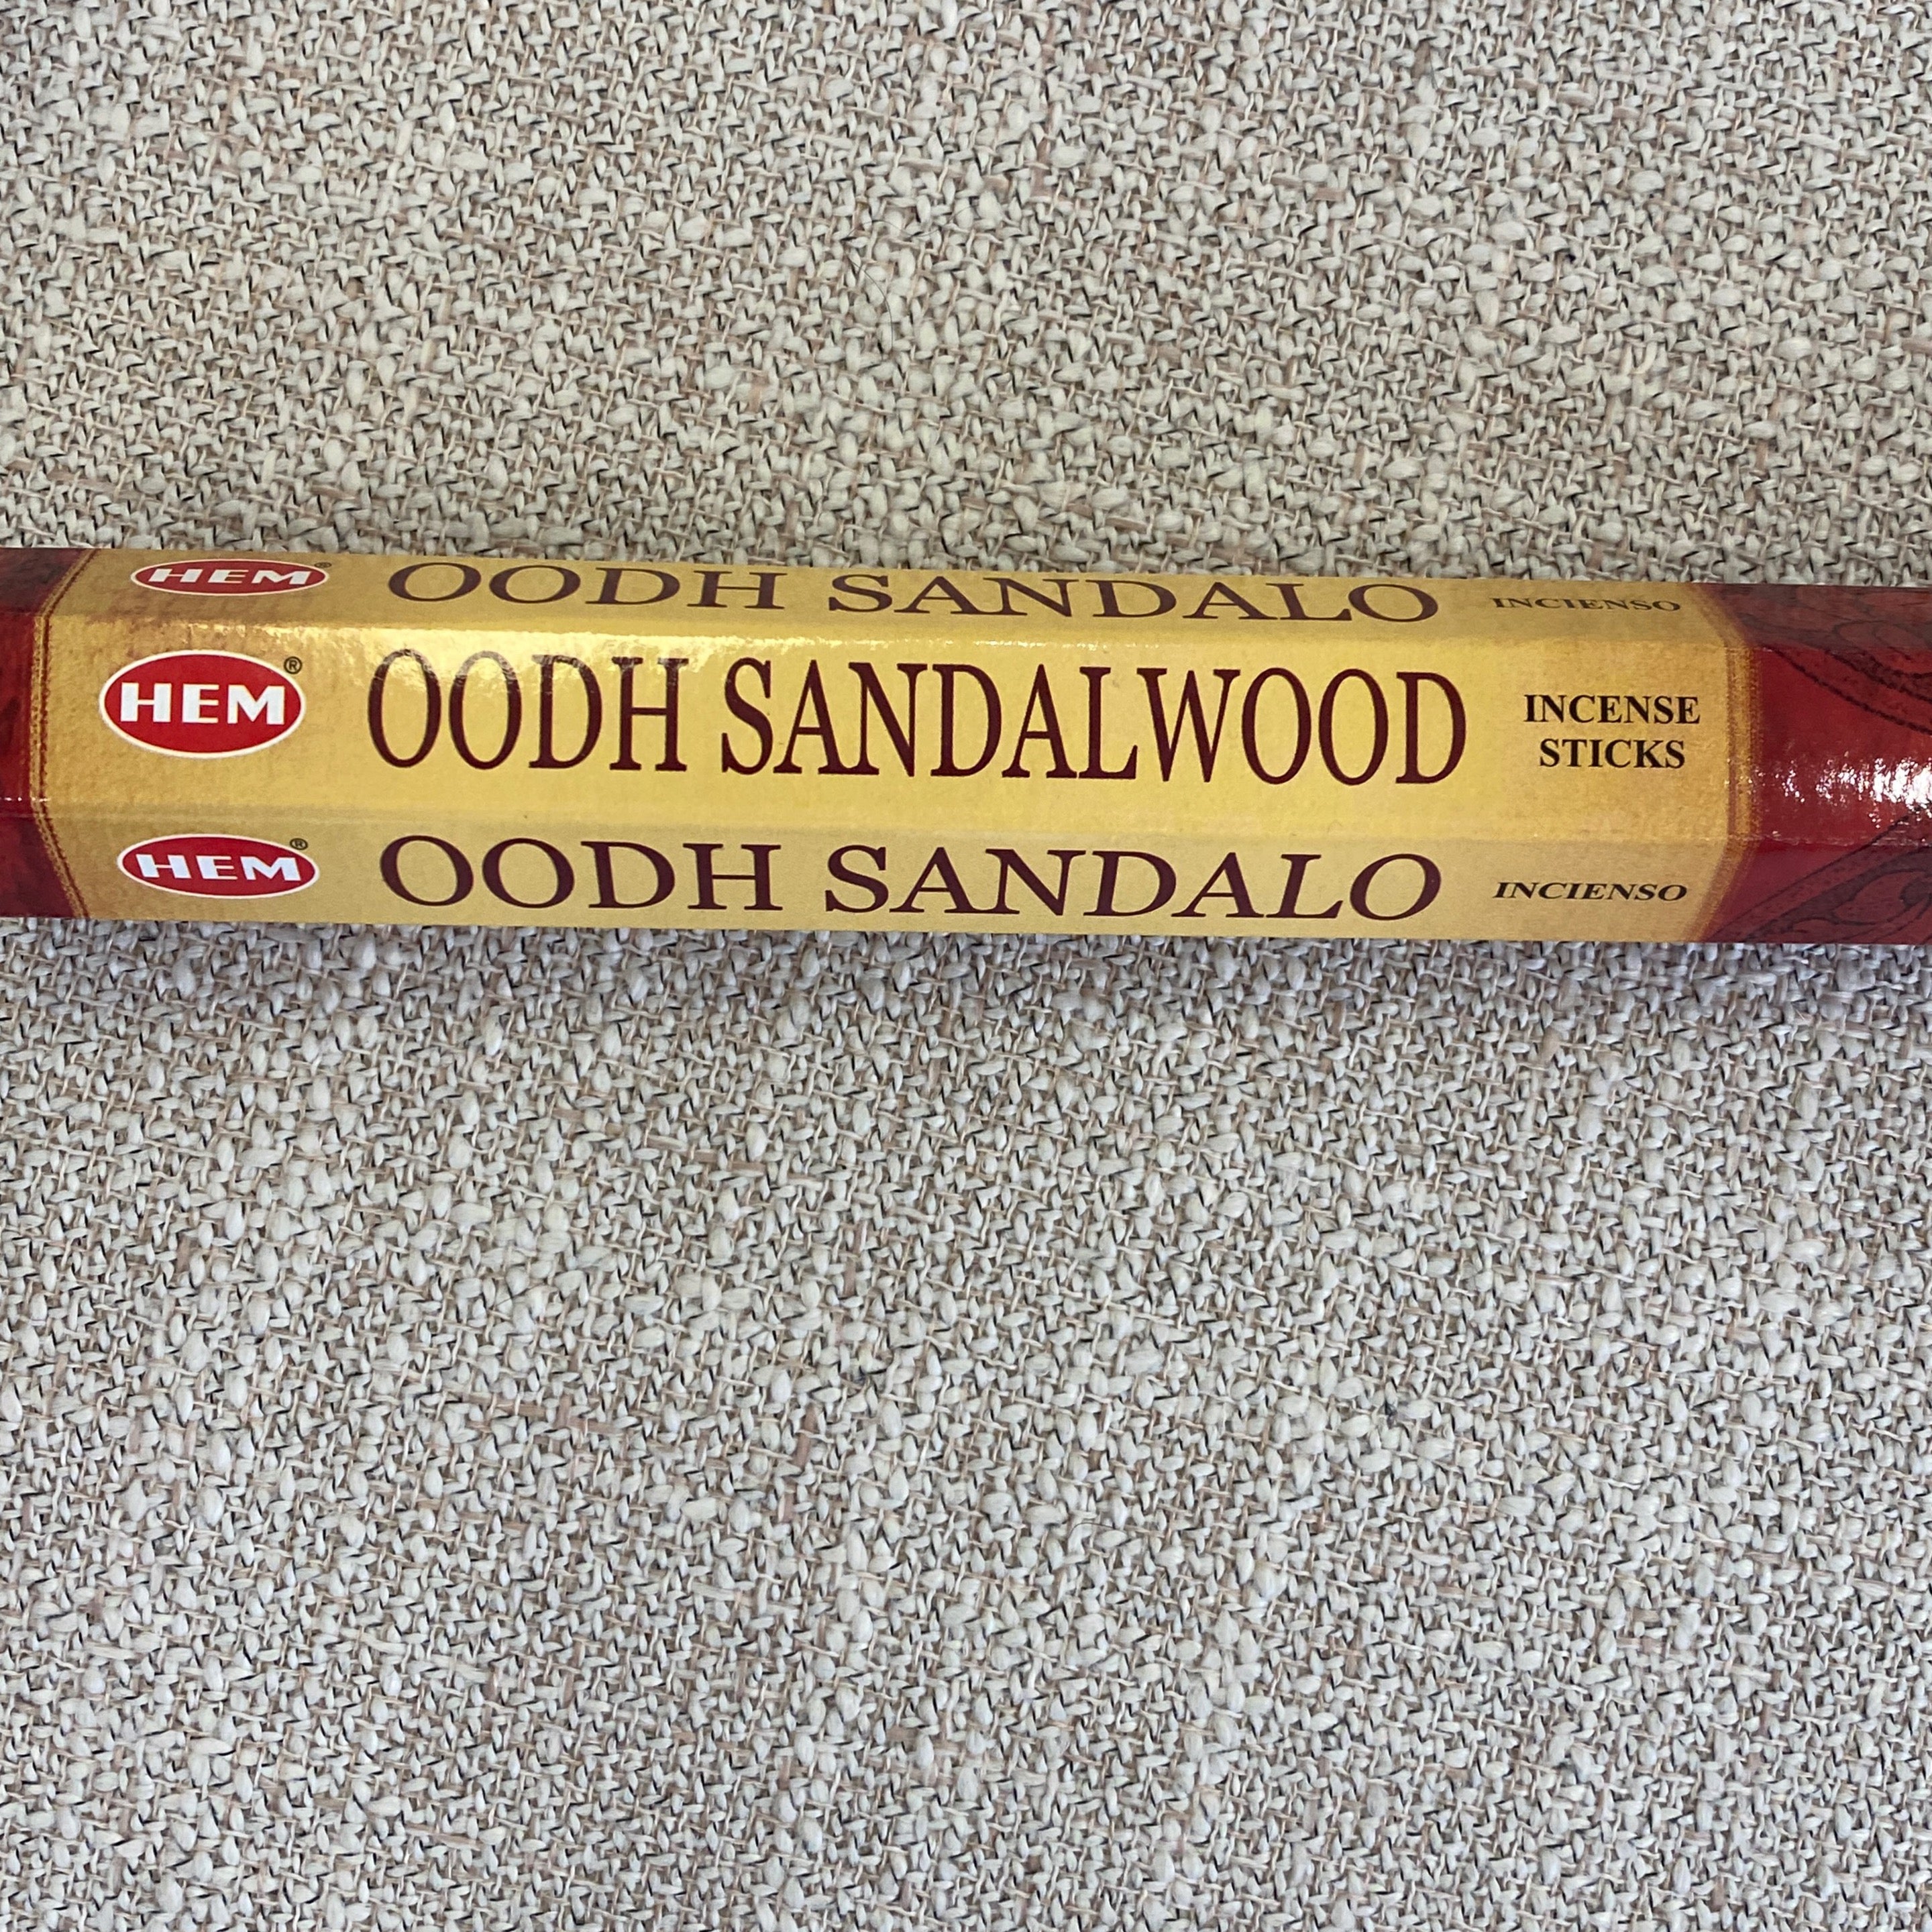 HEM® OODH SANDALO INCIENSO
HEM® OODH SANDALWOOD INCENSE
STICKS
HEM® OODH SANDALO INCIENSO